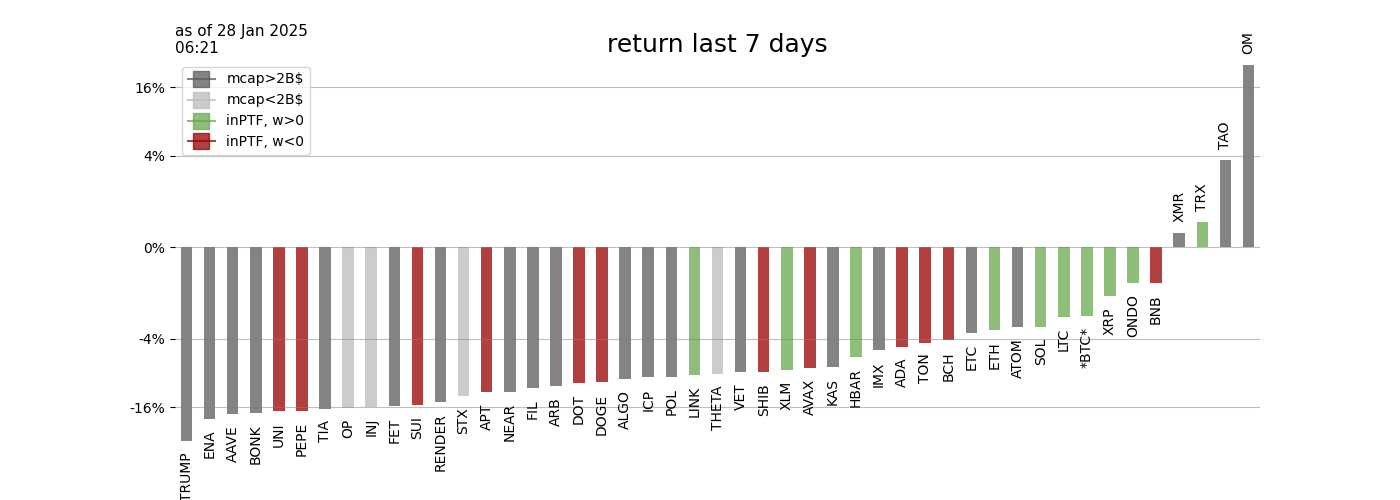 as of 28 Jan 2025
06:21
return last 7 days
mcap>2B$
mcap<2B$
inPTF, w>0
inPTF, w<0
16%
4%
0%
-4%
-16%
TRUMP
ENA
AAVE
BONK
UNI
PEPE
TIA
OP
INJ
FET
SUI
RENDER
STX
APT
NEAR
FIL
ARB
DOT
DOGE
ALGO
ICP
POL
LINK
THETA
VET
SHIB
XLM
AVAX
KAS
HBAR
IMX
ADA
TON
BCH
ETC
ETH
ATOM
SOL
LTC
*BTC*
XRP
ONDO
BNB
XMR
TRX
TAO
OM